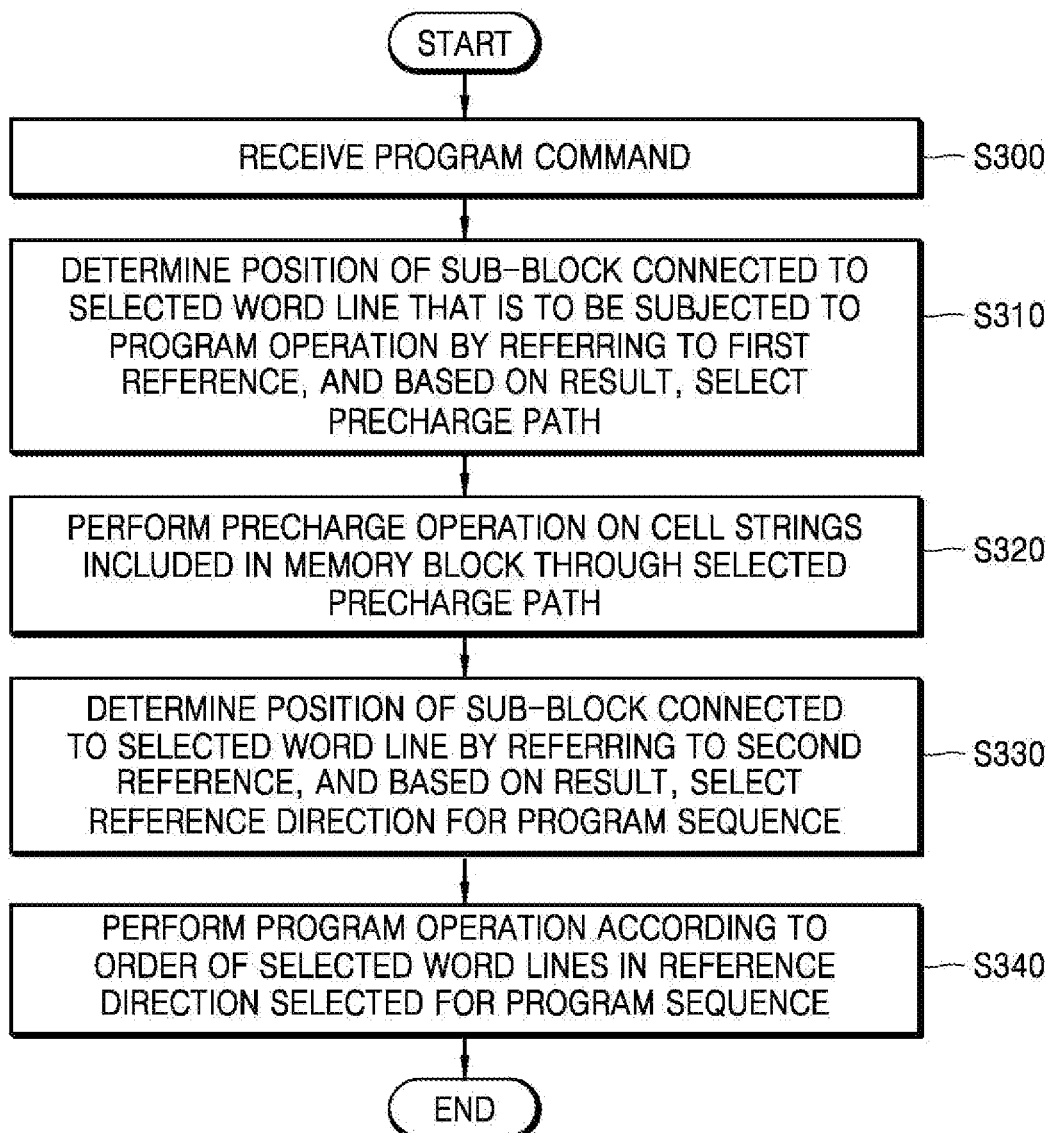 START
RECEIVE PROGRAM COMMAND
S300
DETERMINE POSITION OF SUB-BLOCK CONNECTED TO
SELECTED WORD LINE THAT IS TO BE SUBJECTED TO
PROGRAM OPERATION BY REFERRING TO FIRST
REFERENCE, AND BASED ON RESULT, SELECT
PRECHARGE PATH
S310
PERFORM PRECHARGE OPERATION ON CELL STRINGS
INCLUDED IN MEMORY BLOCK THROUGH SELECTED
PRECHARGE PATH
S320
DETERMINE POSITION OF SUB-BLOCK CONNECTED
TO SELECTED WORD LINE BY REFERRING TO SECOND
REFERENCE, AND BASED ON RESULT, SELECT
REFERENCE DIRECTION FOR PROGRAM SEQUENCE
S330
PERFORM PROGRAM OPERATION ACCORDING TO
ORDER OF SELECTED WORD LINES IN REFERENCE
DIRECTION SELECTED FOR PROGRAM SEQUENCE
S340
END